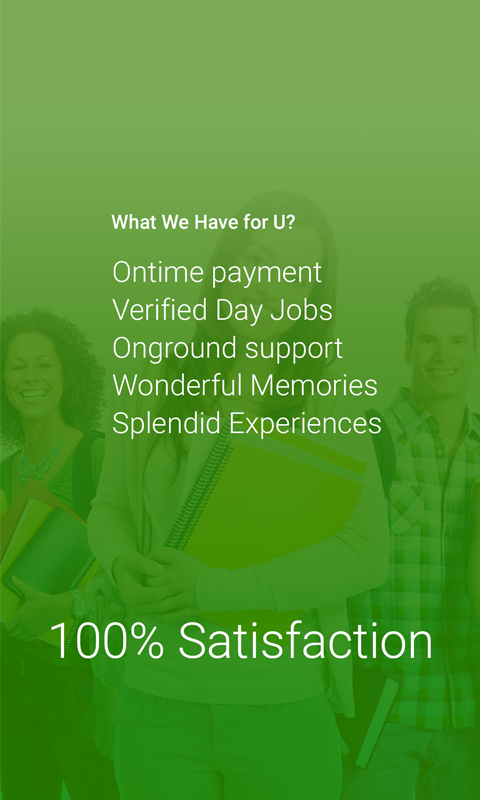 What We Have for U?
Ontime payment
Verified Day Jobs
Onground support
Wonderful Memories
Splendid Experiences
100% Satisfaction